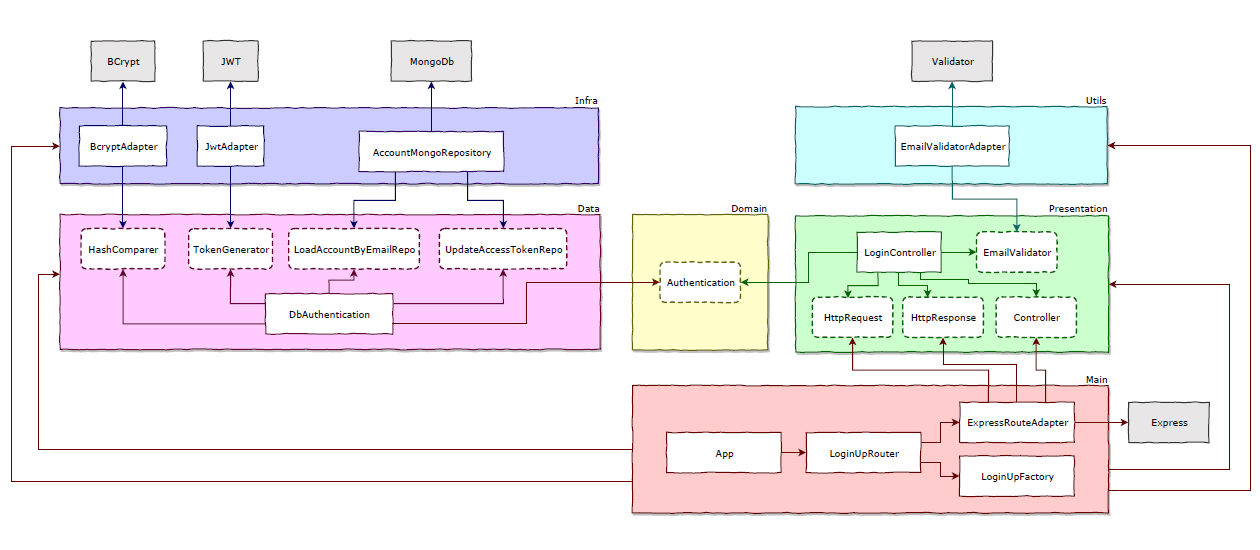 BCrypt
JWT
MongoDb
Validator
Infra
Utils
BcryptAdapter
JwtAdapter
AccountMongoRepository
EmailValidatorAdapter
Data
Domain
Presentation
HashComparer
TokenGenerator
LoadAccountByEmailRepo
UpdateAccessTokenRepo
LoginController
EmailValidator
Authentication
DbAuthentication
HttpRequest
HttpResponse
Controller
Main
ExpressRouteAdapter
Express
App
LoginUpRouter
LoginUpFactory